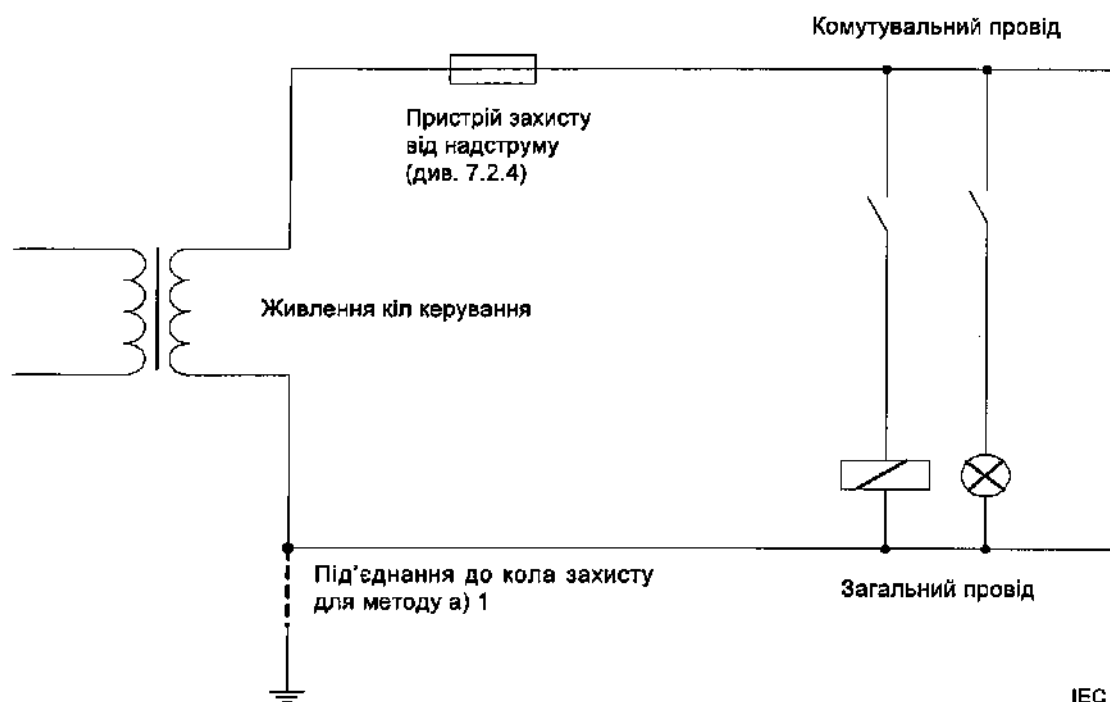 Комутувальний провід
Пристрій захисту
від надструму
(див. 7.2.4)
Живлення кіл керування
Під'єднання до кола захисту
для методу а) 1
Загальний провід
IEC